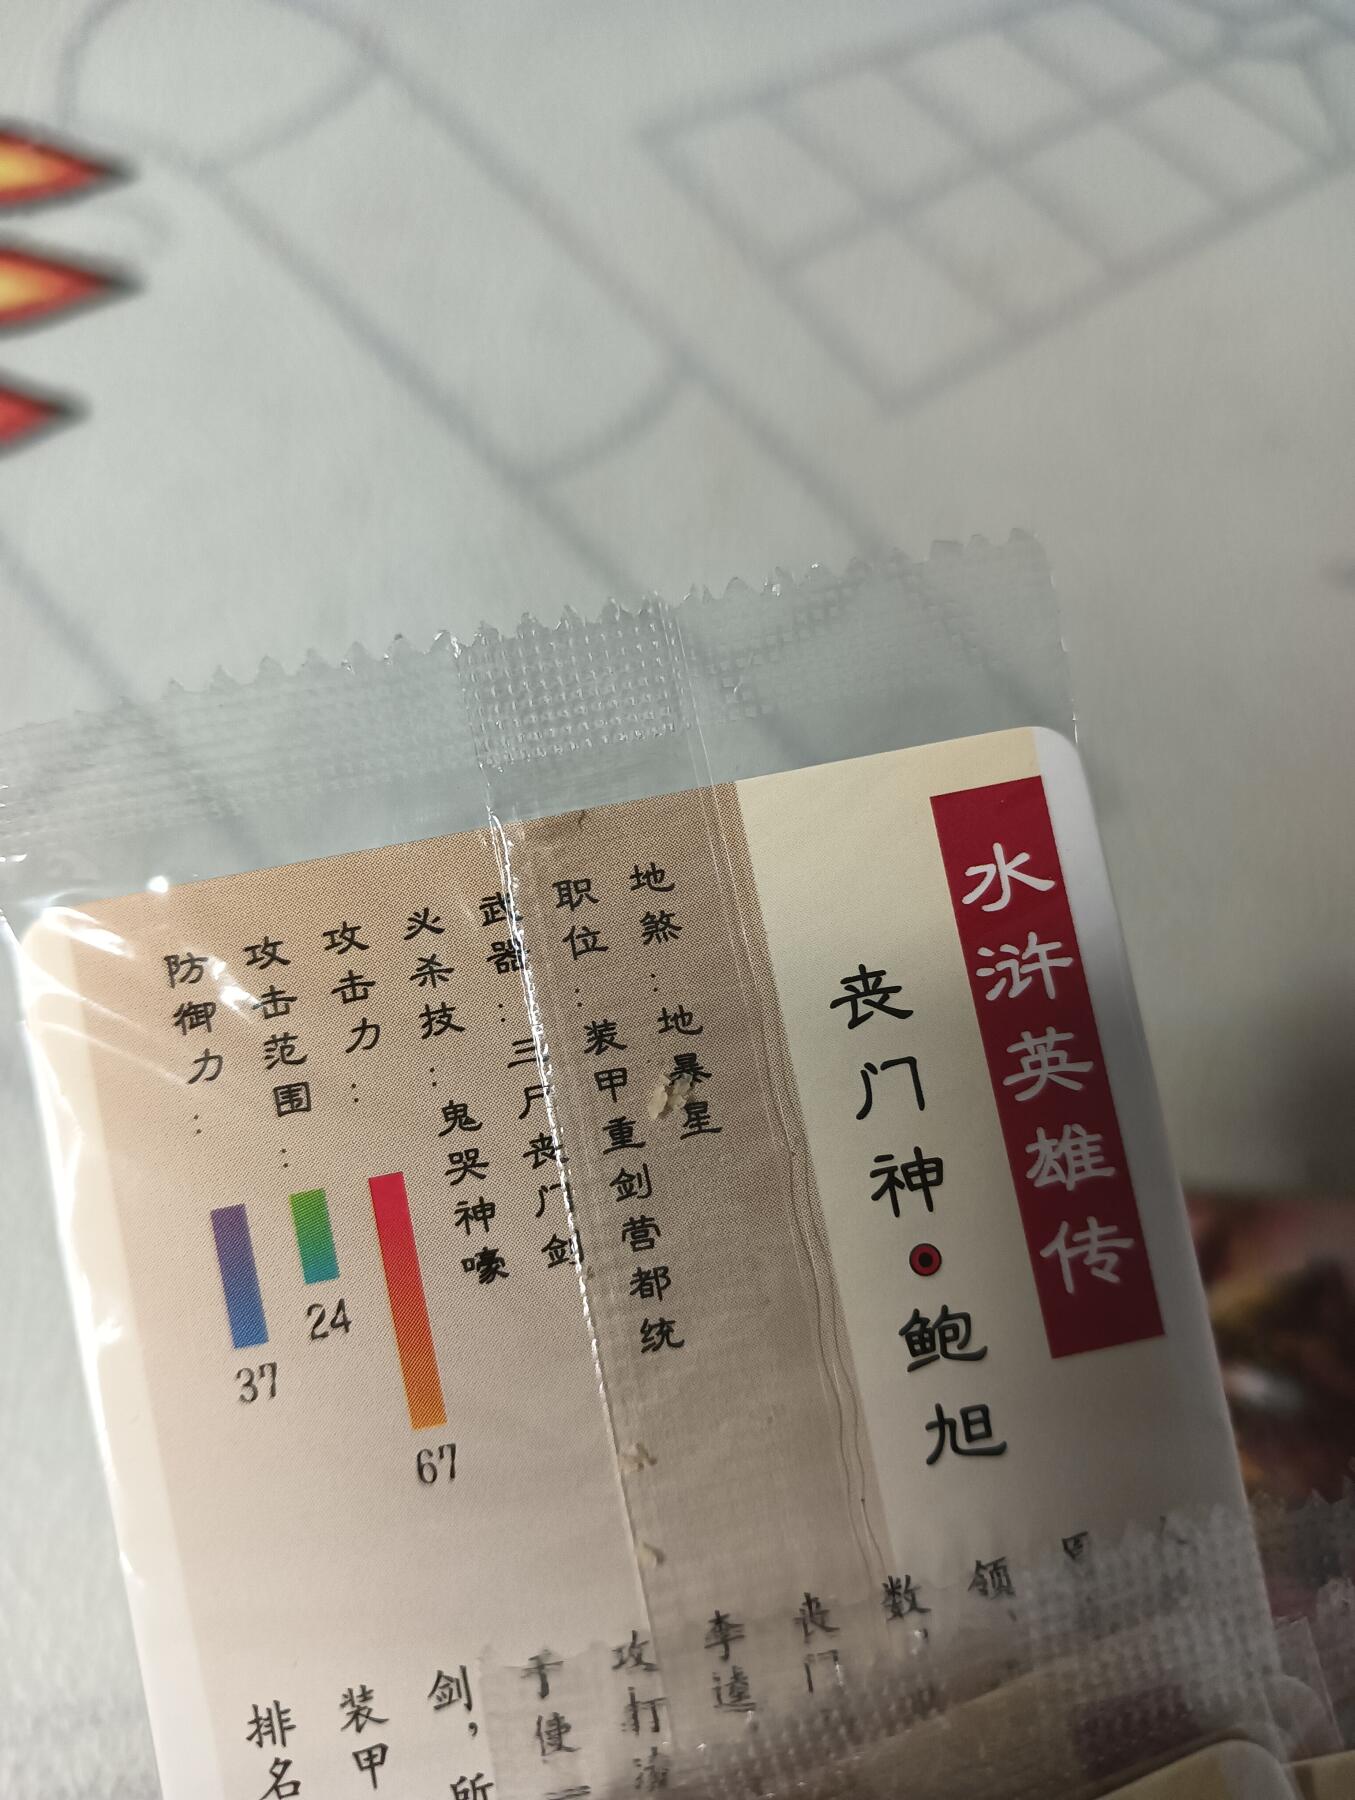 水浒英雄传
丧门神●鲍旭
地煞：地暴星
职位：装甲重剑营都统
武器：三尸丧门剑
必杀技：鬼哭神嚎
攻击力：
67
攻击范围：
24
防御力：
37
领
数，
丧门
李逵
攻打
手使
剑，所
装甲
排名